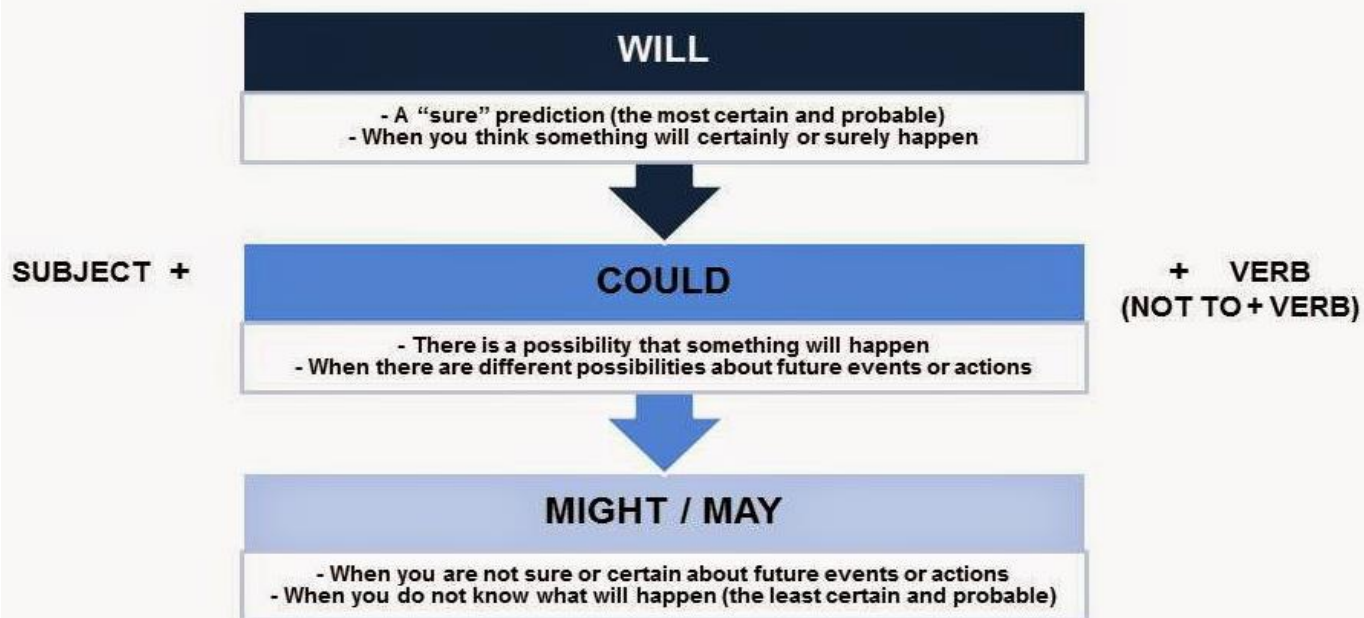 WILL
- A “sure” prediction (the most certain and probable)
- When you think something will certainly or surely happen
SUBJECT +
COULD
+ VERB
(NOT TO + VERB)
- There is a possibility that something will happen
- When there are different possibilities about future events or actions
MIGHT / MAY
- When you are not sure or certain about future events or actions
- When you do not know what will happen (the least certain and probable)